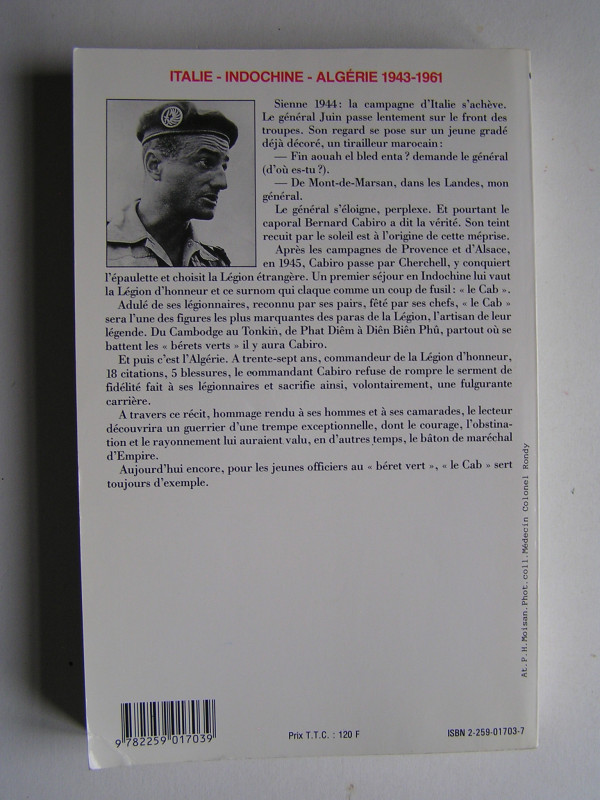 ITALIE - INDOCHINE - ALGÉRIE 1943-1961
Sienne 1944 : la campagne d'Italie s'achève.
Le général Juin passe lentement sur le front des
troupes. Son regard se pose sur un jeune gradé
déjà décoré, un tirailleur marocain :
— Fin aouah el bled enta ? demande le général
(d'où es-tu ?).
— De Mont-de-Marsan, dans les Landes, mon
général.
Le général s'éloigne, perplexe. Et pourtant le
caporal Bernard Cabiro a dit la vérité. Son teint
recuit par le soleil est à l'origine de cette méprise.
Après les campagnes de Provence et d'Alsace,
en 1945, Cabiro passe par Cherchell, y conquiert
l'épaulette et choisit la Légion étrangère. Un premier séjour en Indochine lui vaut
la Légion d'honneur et ce surnom qui claque comme un coup de fusil : « le Cab ».
Adulé de ses légionnaires, reconnu par ses pairs, fêté par ses chefs, « le Cab »
sera l'une des figures les plus marquantes des paras de la Légion, l'artisan de leur
légende. Du Cambodge au Tonkin, de Phat Diêm à Diên Biên Phû, partout où se
battent les « bérets verts » il y aura Cabiro.
Et puis c'est l'Algérie. A trente-sept ans, commandeur de la Légion d'honneur,
18 citations, 5 blessures, le commandant Cabiro refuse de rompre le serment de
fidélité fait à ses légionnaires et sacrifie ainsi, volontairement, une fulgurante
carrière.
A travers ce récit, hommage rendu à ses hommes et à ses camarades, le lecteur
découvrira un guerrier d'une trempe exceptionnelle, dont le courage, l'obstina-
tion et le rayonnement lui auraient valu, en d'autres temps, le bâton de maréchal
d'Empire.
Aujourd'hui encore, pour les jeunes officiers au « béret vert », « le Cab » sert
toujours d'exemple.
At.P.H.Moisan.Phot.coll.Médecin Colonel Rondy
9 782259 017039
Prix T.T.C. : 120 F
ISBN 2-259-01703-7